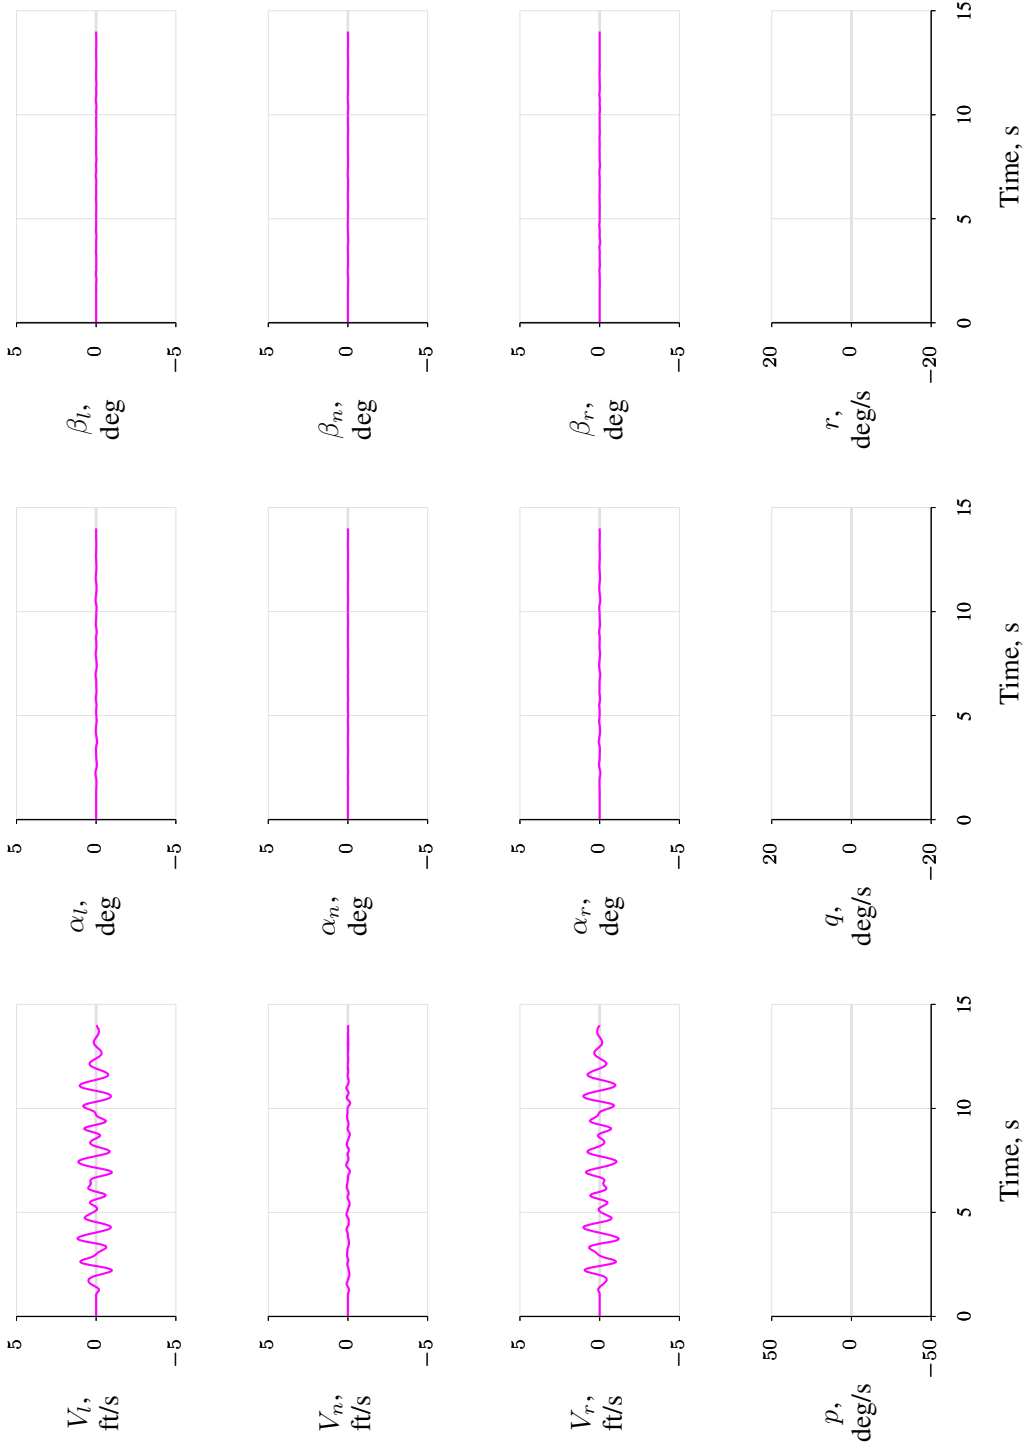 V_l,
ft/s
5
0
−5
α_l,
deg
5
0
−5
β_l,
deg
5
0
−5
V_n,
ft/s
5
0
−5
α_n,
deg
5
0
−5
β_n,
deg
5
0
−5
V_r,
ft/s
5
0
−5
α_r,
deg
5
0
−5
β_r,
deg
5
0
−5
p,
deg/s
50
0
−50
0 5 10 15
Time, s
q,
deg/s
20
0
−20
0 5 10 15
Time, s
r,
deg/s
20
0
−20
0 5 10 15
Time, s